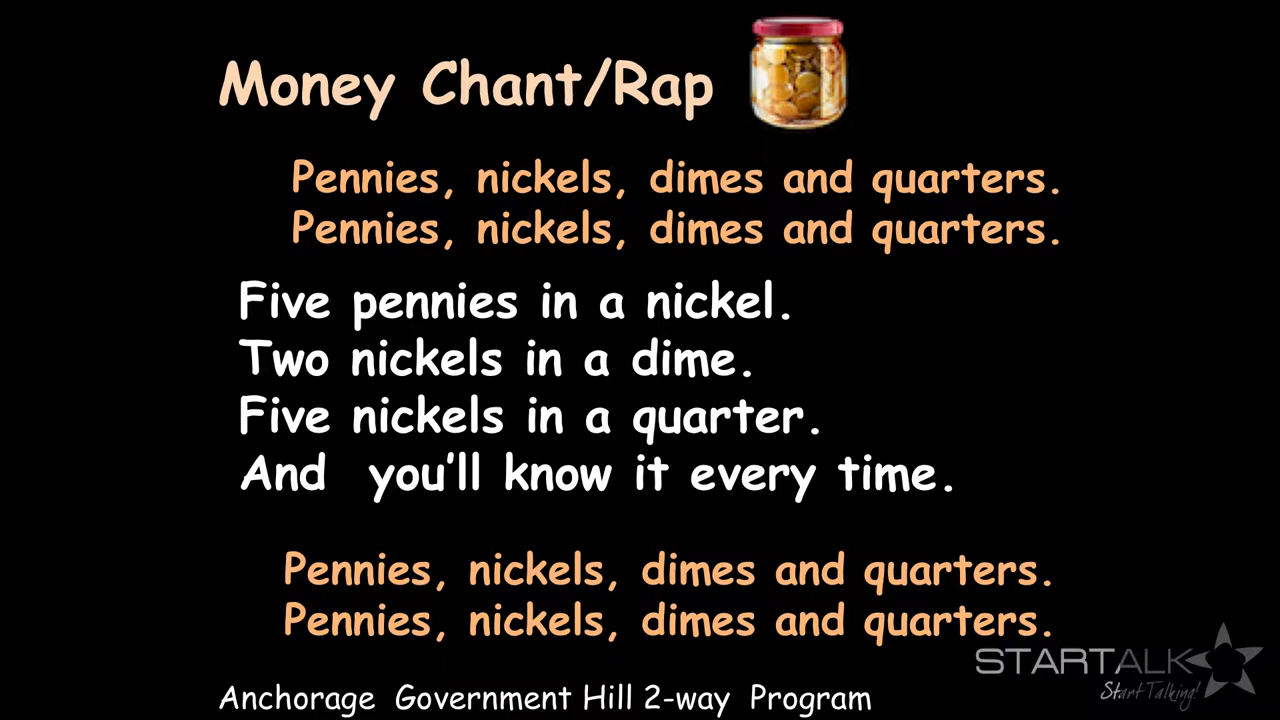 Money Chant/Rap
Pennies, nickels, dimes and quarters.
Pennies, nickels, dimes and quarters.
Five pennies in a nickel.
Two nickels in a dime.
Five nickels in a quarter.
And you'll know it every time.
Pennies, nickels, dimes and quarters.
Pennies, nickels, dimes and quarters.
STARTALK
Start Talking!
Anchorage Government Hill 2-way Program